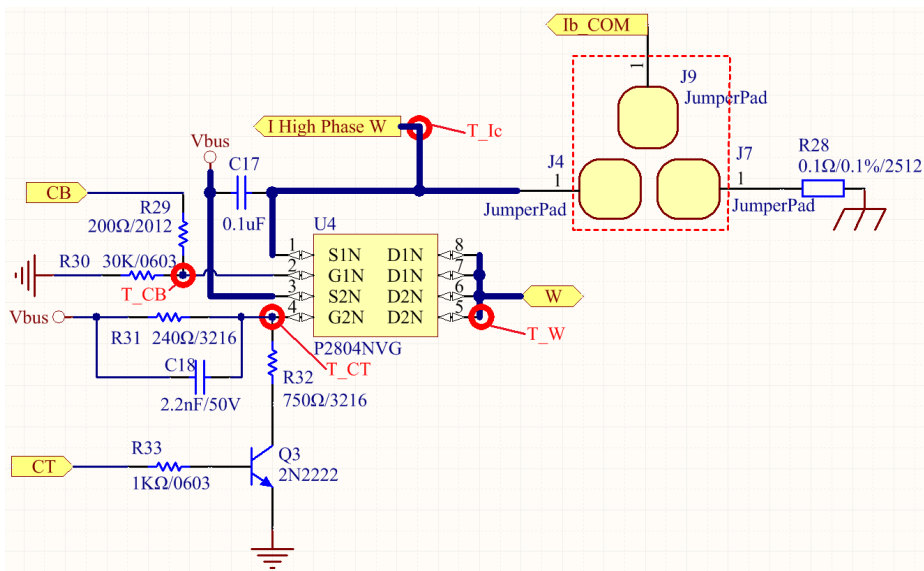 Ib_COM
1
J9
JumperPad
I High Phase W
T_Ic
Vbus
C17
0.1uF
J4
1
JumperPad
J7
1
JumperPad
R28
0.1Ω/0.1%/2512
CB
R29
200Ω/2012
R30
30K/0603
T_CB
U4
1
S1N
D1N
8
2
G1N
D1N
7
3
S2N
D2N
6
4
G2N
D2N
5
P2804NVG
W
T_W
Vbus
R31
240Ω/3216
T_CT
C18
2.2nF/50V
R32
750Ω/3216
R33
CT
1KΩ/0603
Q3
2N2222